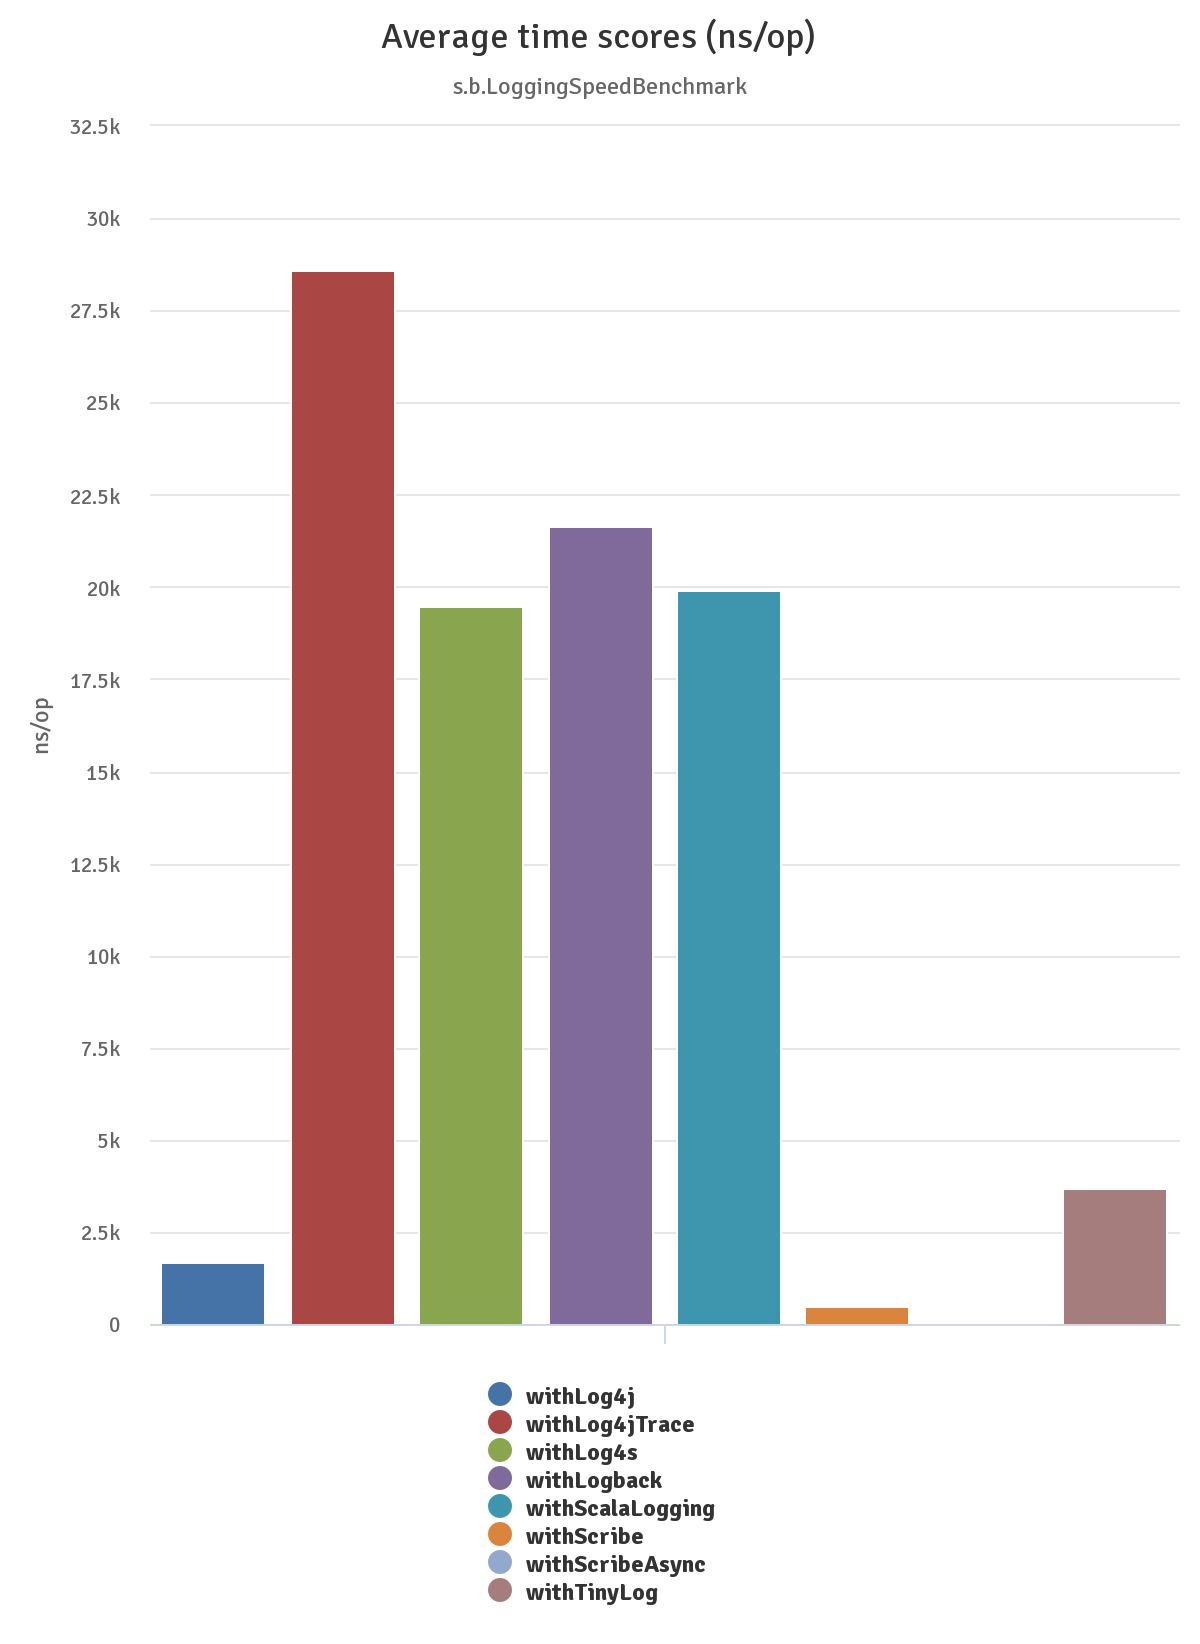 Average time scores (ns/op)
s.b.LoggingSpeedBenchmark
32.5k
30k
27.5k
25k
22.5k
20k
17.5k
15k
12.5k
10k
7.5k
5k
2.5k
0
ns/op
withLog4j
withLog4jTrace
withLog4s
withLogback
withScalaLogging
withScribe
withScribeAsync
withTinyLog